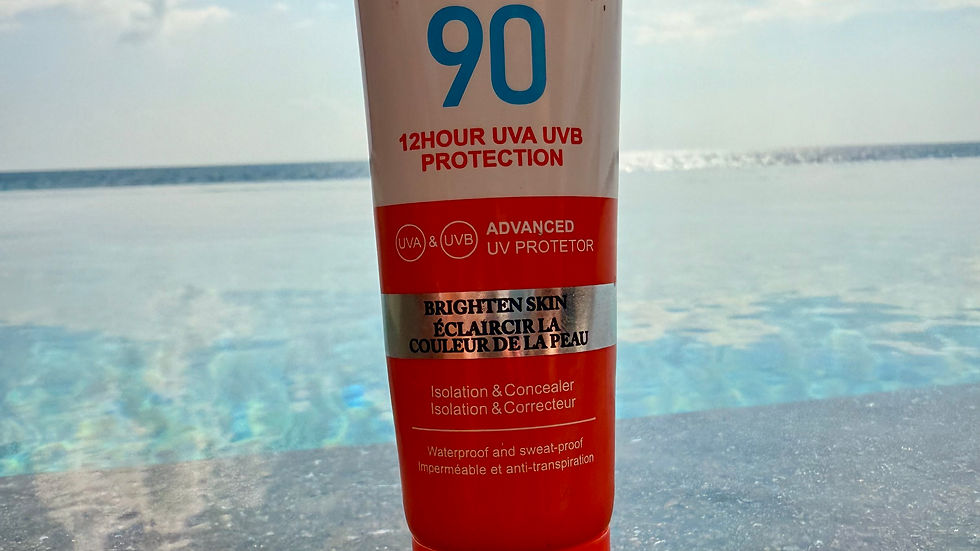 90
12HOUR UVA UVB
PROTECTION
UVA & UVB ADVANCED
UV PROTETOR
BRIGHTEN SKIN
ÉCLAIRCIR LA
COULEUR DE LA PEAU
Isolation & Concealer
Isolation & Correcteur
Waterproof and sweat-proof
Imperméable et anti-transpiration